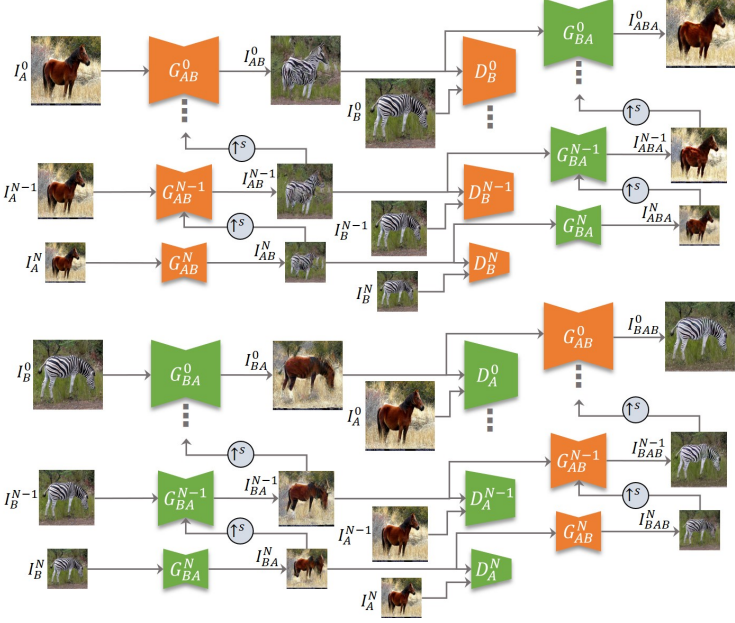 I_A^0 G_AB^0 I_AB^0 D_B^0 G_BA^0 I_ABA^0
I_B^0
↑s ↑s
I_A^{N-1} G_AB^{N-1} I_AB^{N-1} D_B^{N-1} G_BA^{N-1} I_ABA^{N-1}
I_B^{N-1}
↑s ↑s
I_A^N G_AB^N I_AB^N D_B^N G_BA^N I_ABA^N
I_B^N
I_B^0 G_BA^0 I_BA^0 D_A^0 G_AB^0 I_BAB^0
I_A^0
↑s ↑s
I_B^{N-1} G_BA^{N-1} I_BA^{N-1} D_A^{N-1} G_AB^{N-1} I_BAB^{N-1}
I_A^{N-1}
↑s ↑s
I_B^N G_BA^N I_BA^N D_A^N G_AB^N I_BAB^N
I_A^N